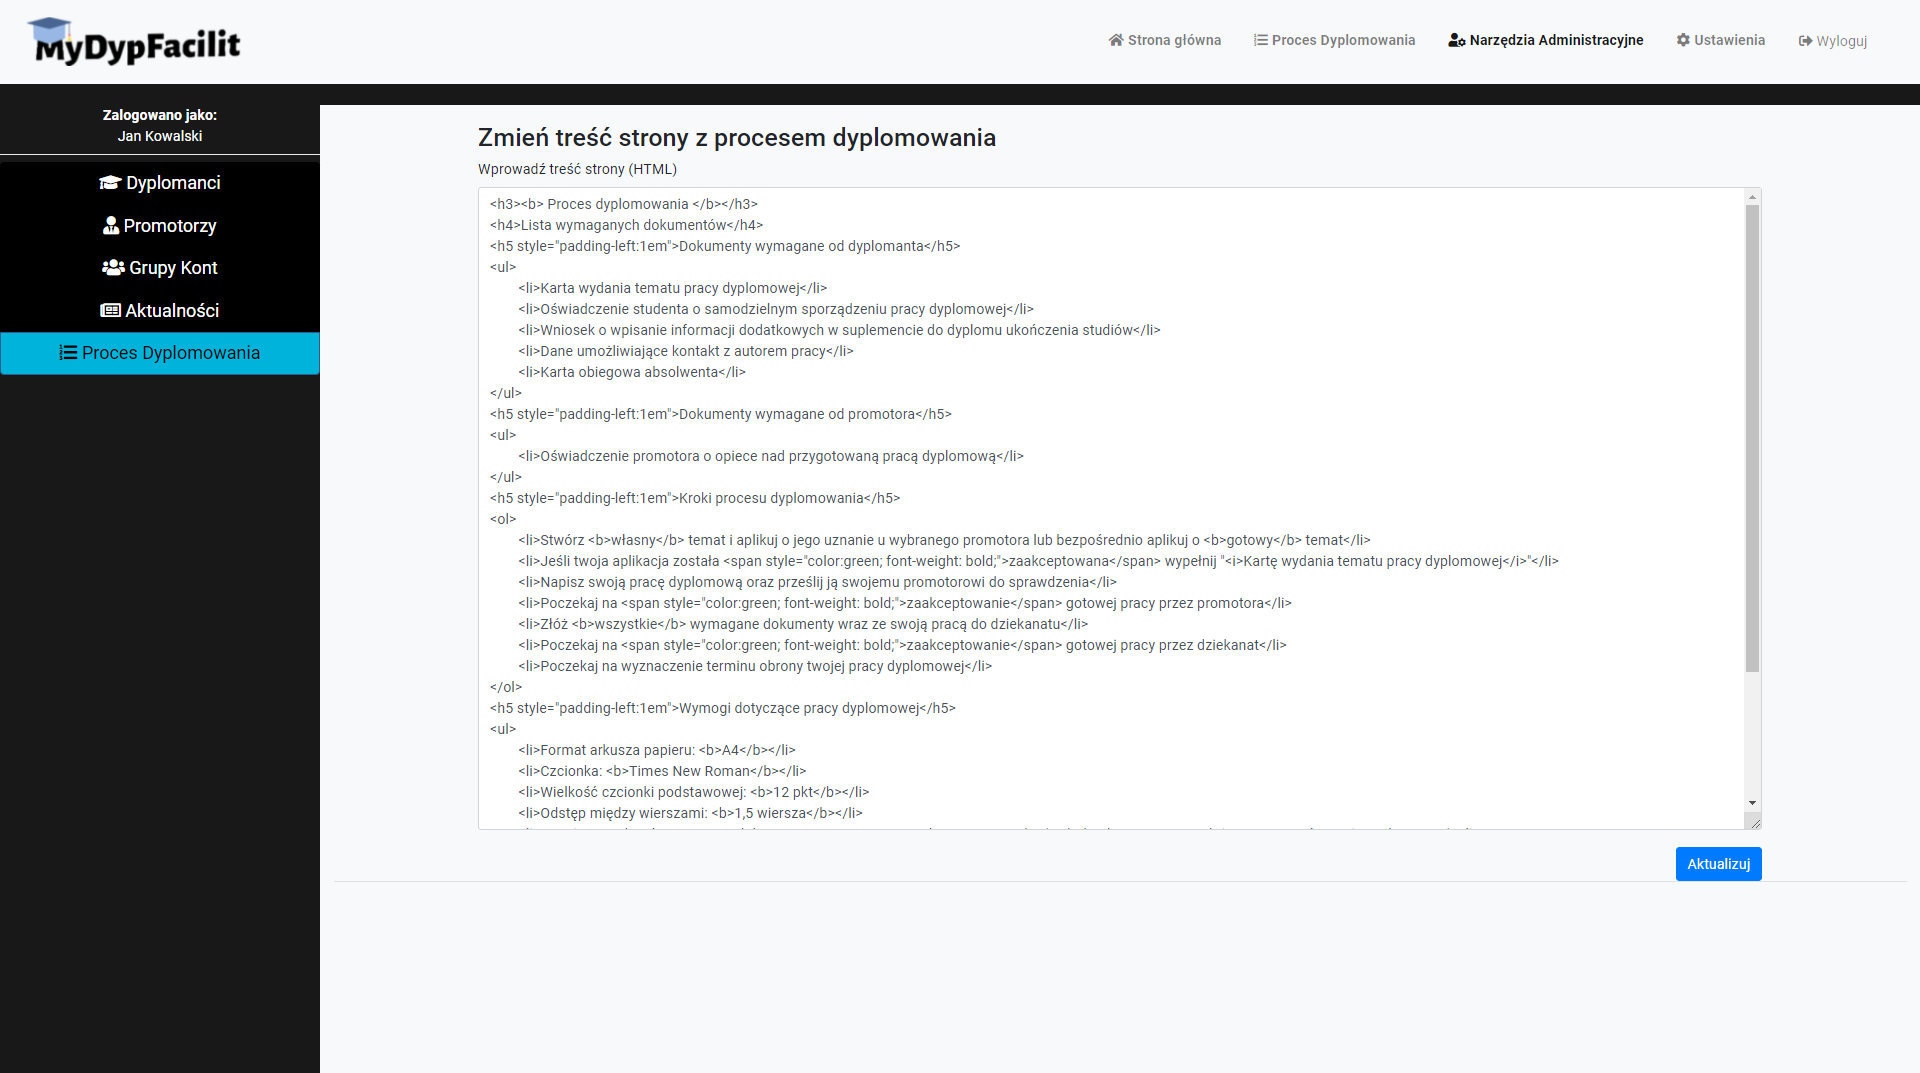 MyDypFacilit
Strona główna
Proces Dyplomowania
Narzędzia Administracyjne
Ustawienia
Wyloguj
Zalogowano jako:
Jan Kowalski
Dyplomanci
Promotorzy
Grupy Kont
Aktualności
Proces Dyplomowania
Zmień treść strony z procesem dyplomowania
Wprowadź treść strony (HTML)
<h3><b> Proces dyplomowania </b></h3>
<h4>Lista wymaganych dokumentów</h4>
<h5 style="padding-left:1em">Dokumenty wymagane od dyplomanta</h5>
<ul>
<li>Karta wydania tematu pracy dyplomowej</li>
<li>Oświadczenie studenta o samodzielnym sporządzeniu pracy dyplomowej</li>
<li>Wniosek o wpisanie informacji dodatkowych w suplemencie do dyplomu ukończenia studiów</li>
<li>Dane umożliwiające kontakt z autorem pracy</li>
<li>Karta obiegowa absolwenta</li>
</ul>
<h5 style="padding-left:1em">Dokumenty wymagane od promotora</h5>
<ul>
<li>Oświadczenie promotora o opiece nad przygotowaną pracą dyplomową</li>
</ul>
<h5 style="padding-left:1em">Kroki procesu dyplomowania</h5>
<ol>
<li>Stwórz <b>własny</b> temat i aplikuj o jego uznanie u wybranego promotora lub bezpośrednio aplikuj o <b>gotowy</b> temat</li>
<li>Jeśli twoja aplikacja została <span style="color:green; font-weight: bold;">zaakceptowana</span> wypełnij "<i>Kartę wydania tematu pracy dyplomowej</i>"</li>
<li>Napisz swoją pracę dyplomową oraz prześlij ją swojemu promotorowi do sprawdzenia</li>
<li>Poczekaj na <span style="color:green; font-weight: bold;">zaakceptowanie</span> gotowej pracy przez promotora</li>
<li>Złóż <b>wszystkie</b> wymagane dokumenty wraz ze swoją pracą do dziekanatu</li>
<li>Poczekaj na <span style="color:green; font-weight: bold;">zaakceptowanie</span> gotowej pracy przez dziekanat</li>
<li>Poczekaj na wyznaczenie terminu obrony twojej pracy dyplomowej</li>
</ol>
<h5 style="padding-left:1em">Wymogi dotyczące pracy dyplomowej</h5>
<ul>
<li>Format arkusza papieru: <b>A4</b></li>
<li>Czcionka: <b>Times New Roman</b></li>
<li>Wielkość czcionki podstawowej: <b>12 pkt</b></li>
<li>Odstęp między wierszami: <b>1,5 wiersza</b></li>
Aktualizuj